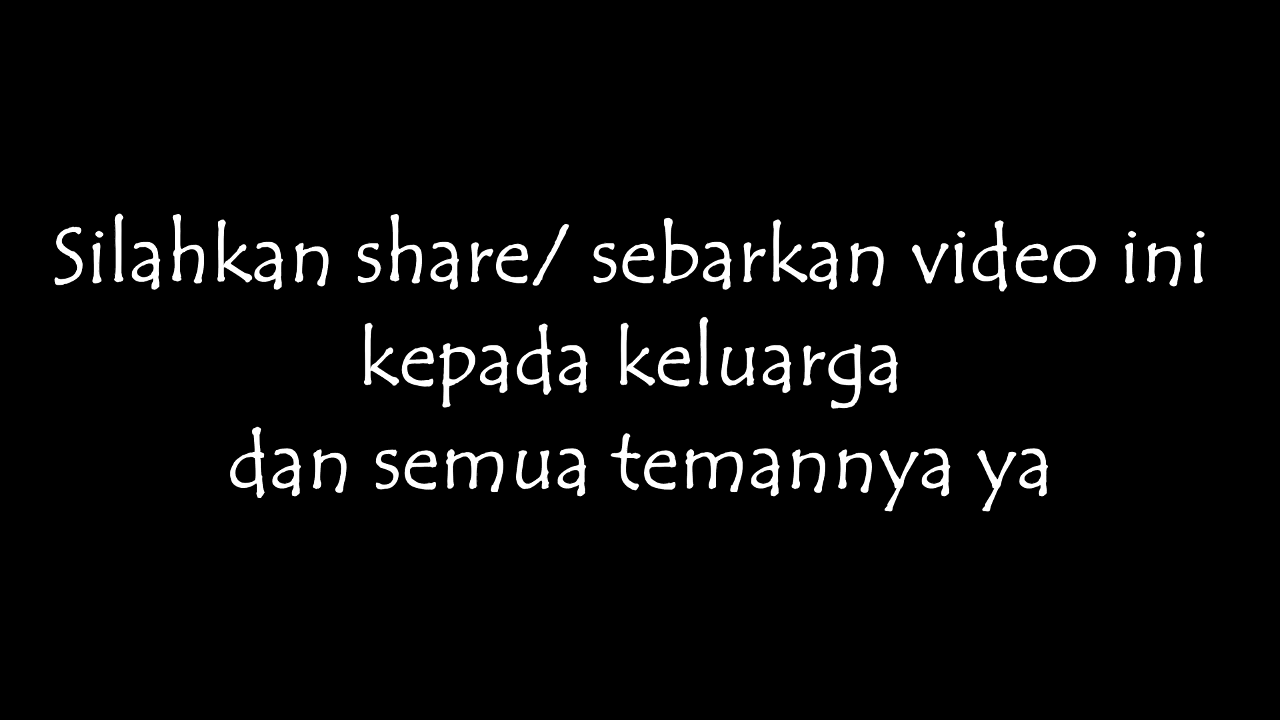 Silahkan share/ sebarkan video ini
kepada keluarga
dan semua temannya ya